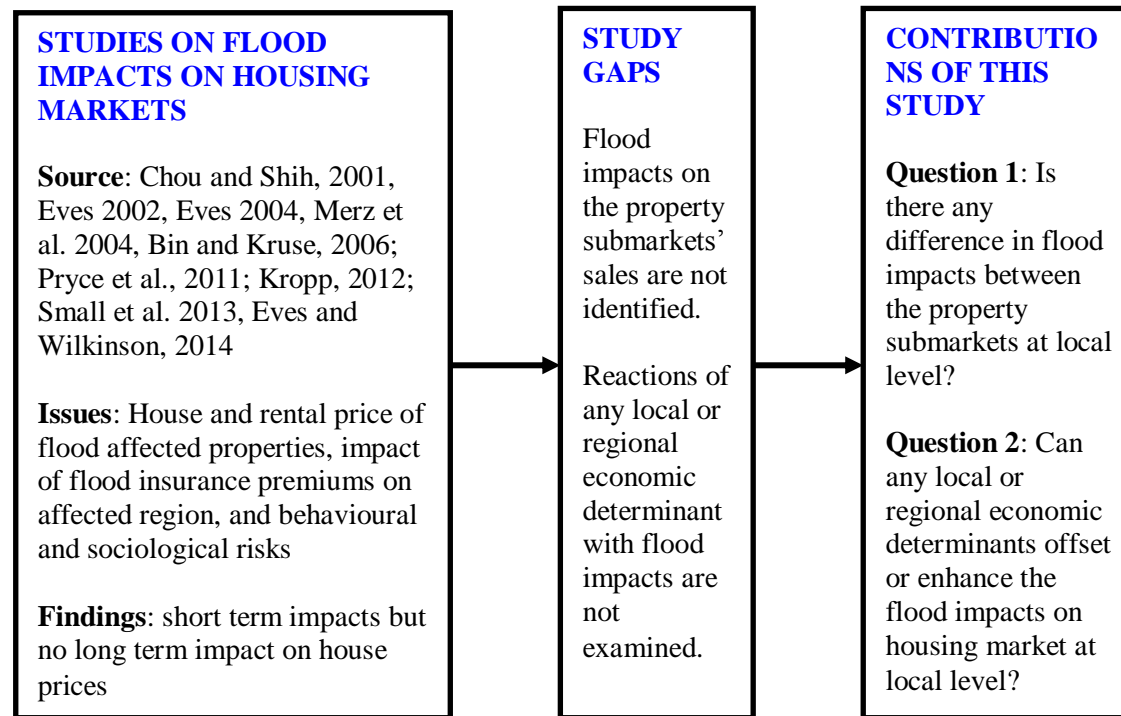 STUDIES ON FLOOD
IMPACTS ON HOUSING
MARKETS
Source: Chou and Shih, 2001,
Eves 2002, Eves 2004, Merz et
al. 2004, Bin and Kruse, 2006;
Pryce et al., 2011; Kropp, 2012;
Small et al. 2013, Eves and
Wilkinson, 2014
Issues: House and rental price of
flood affected properties, impact
of flood insurance premiums on
affected region, and behavioural
and sociological risks
Findings: short term impacts but
no long term impact on house
prices
STUDY
GAPS
Flood
impacts on
the property
submarkets’
sales are not
identified.
Reactions of
any local or
regional
economic
determinant
with flood
impacts are
not
examined.
CONTRIBUTIO
NS OF THIS
STUDY
Question 1: Is
there any
difference in flood
impacts between
the property
submarkets at local
level?
Question 2: Can
any local or
regional economic
determinants offset
or enhance the
flood impacts on
housing market at
local level?